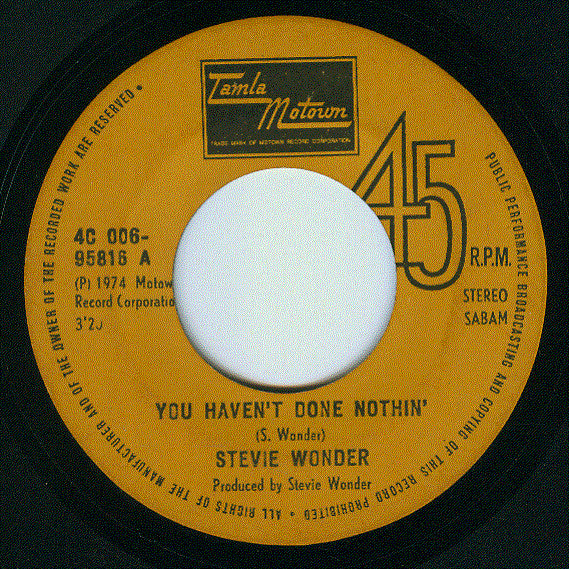 Tamla
Motown
TRADE MARK OF MOTOWN RECORD CORPORATION
45
R.P.M.
4C 006-
95816 A
(P) 1974 Motow
Record Corporatio
STEREO
SABAM
YOU HAVEN'T DONE NOTHIN'
(S. Wonder)
STEVIE WONDER
Produced by Stevie Wonder
ALL RIGHTS OF THE MANUFACTURER AND OF THE OWNER OF THE RECORDED WORK ARE RESERVED •
PUBLIC PERFORMANCE BROADCASTING AND COPYING OF THIS RECORD PROHIBITED •